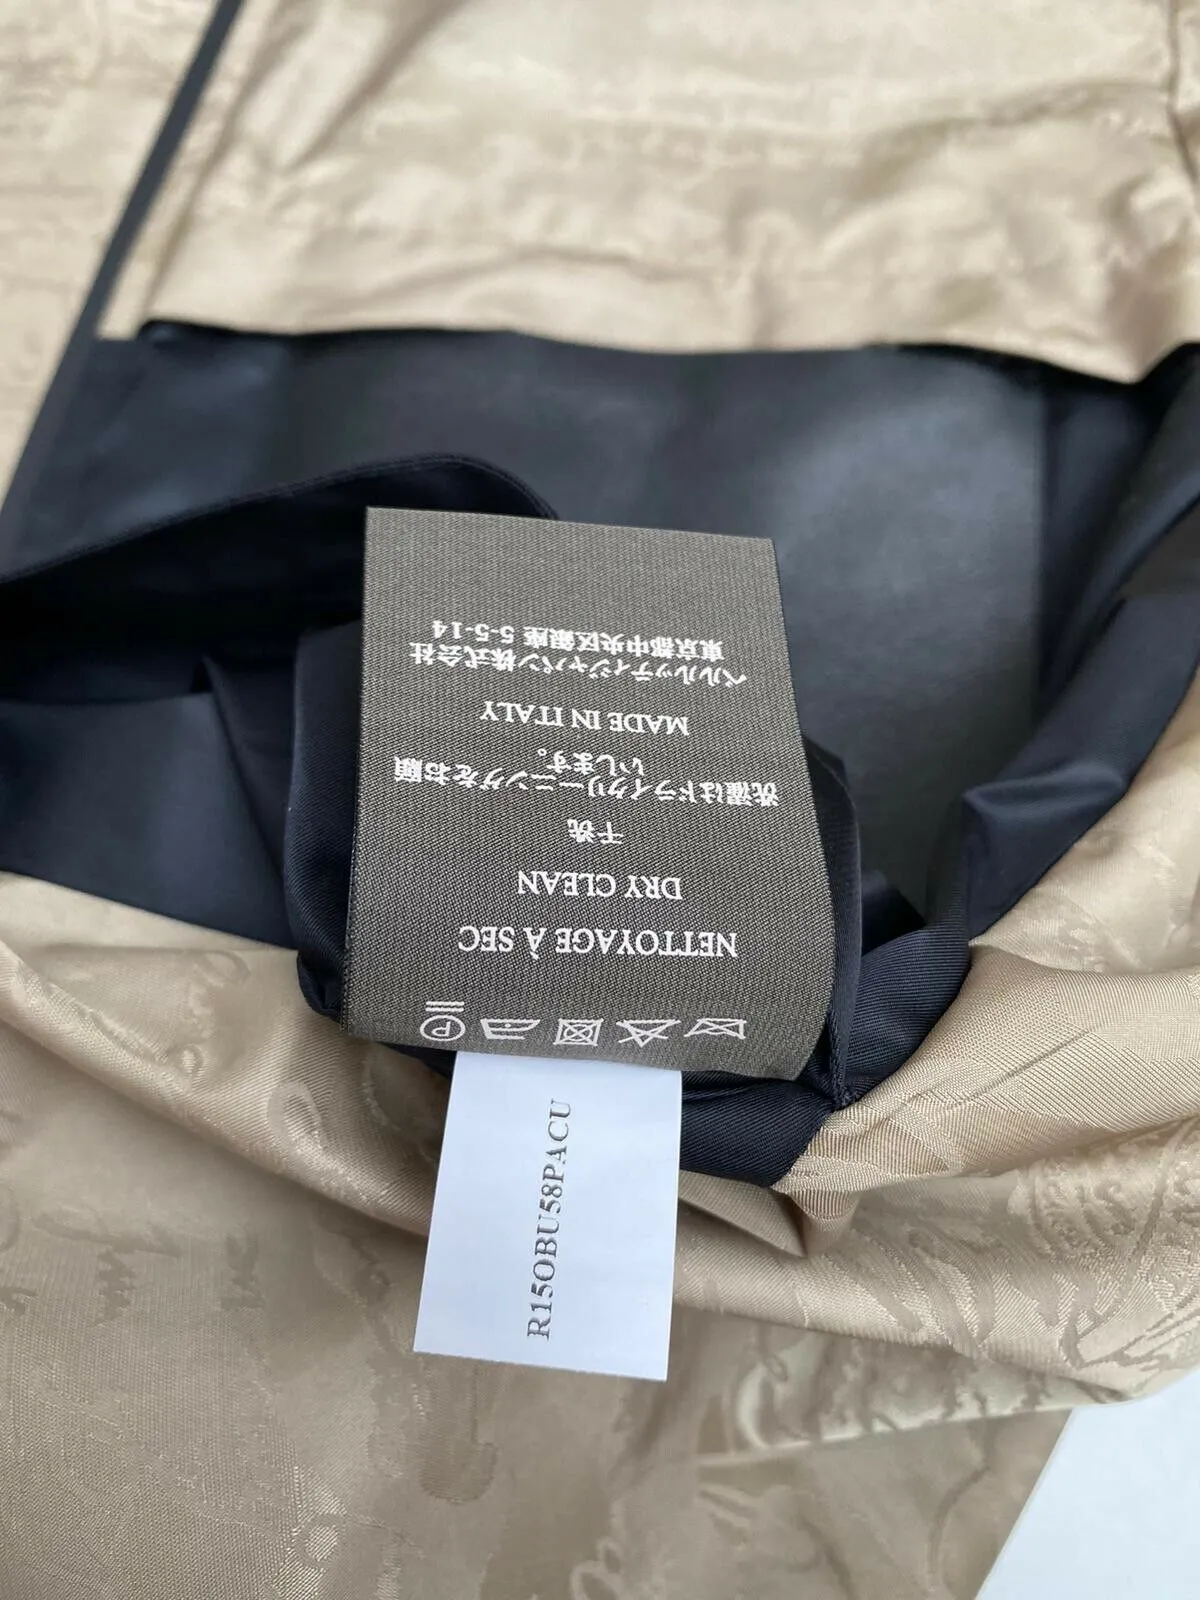 NETTOYAGE À SEC
DRY CLEAN
干洗
洗濯はドライクリーニングをお願
いします。
MADE IN ITALY
ベルルッティジャパン株式会社
東京都中央区銀座 5-5-14
R15OBU58PACU